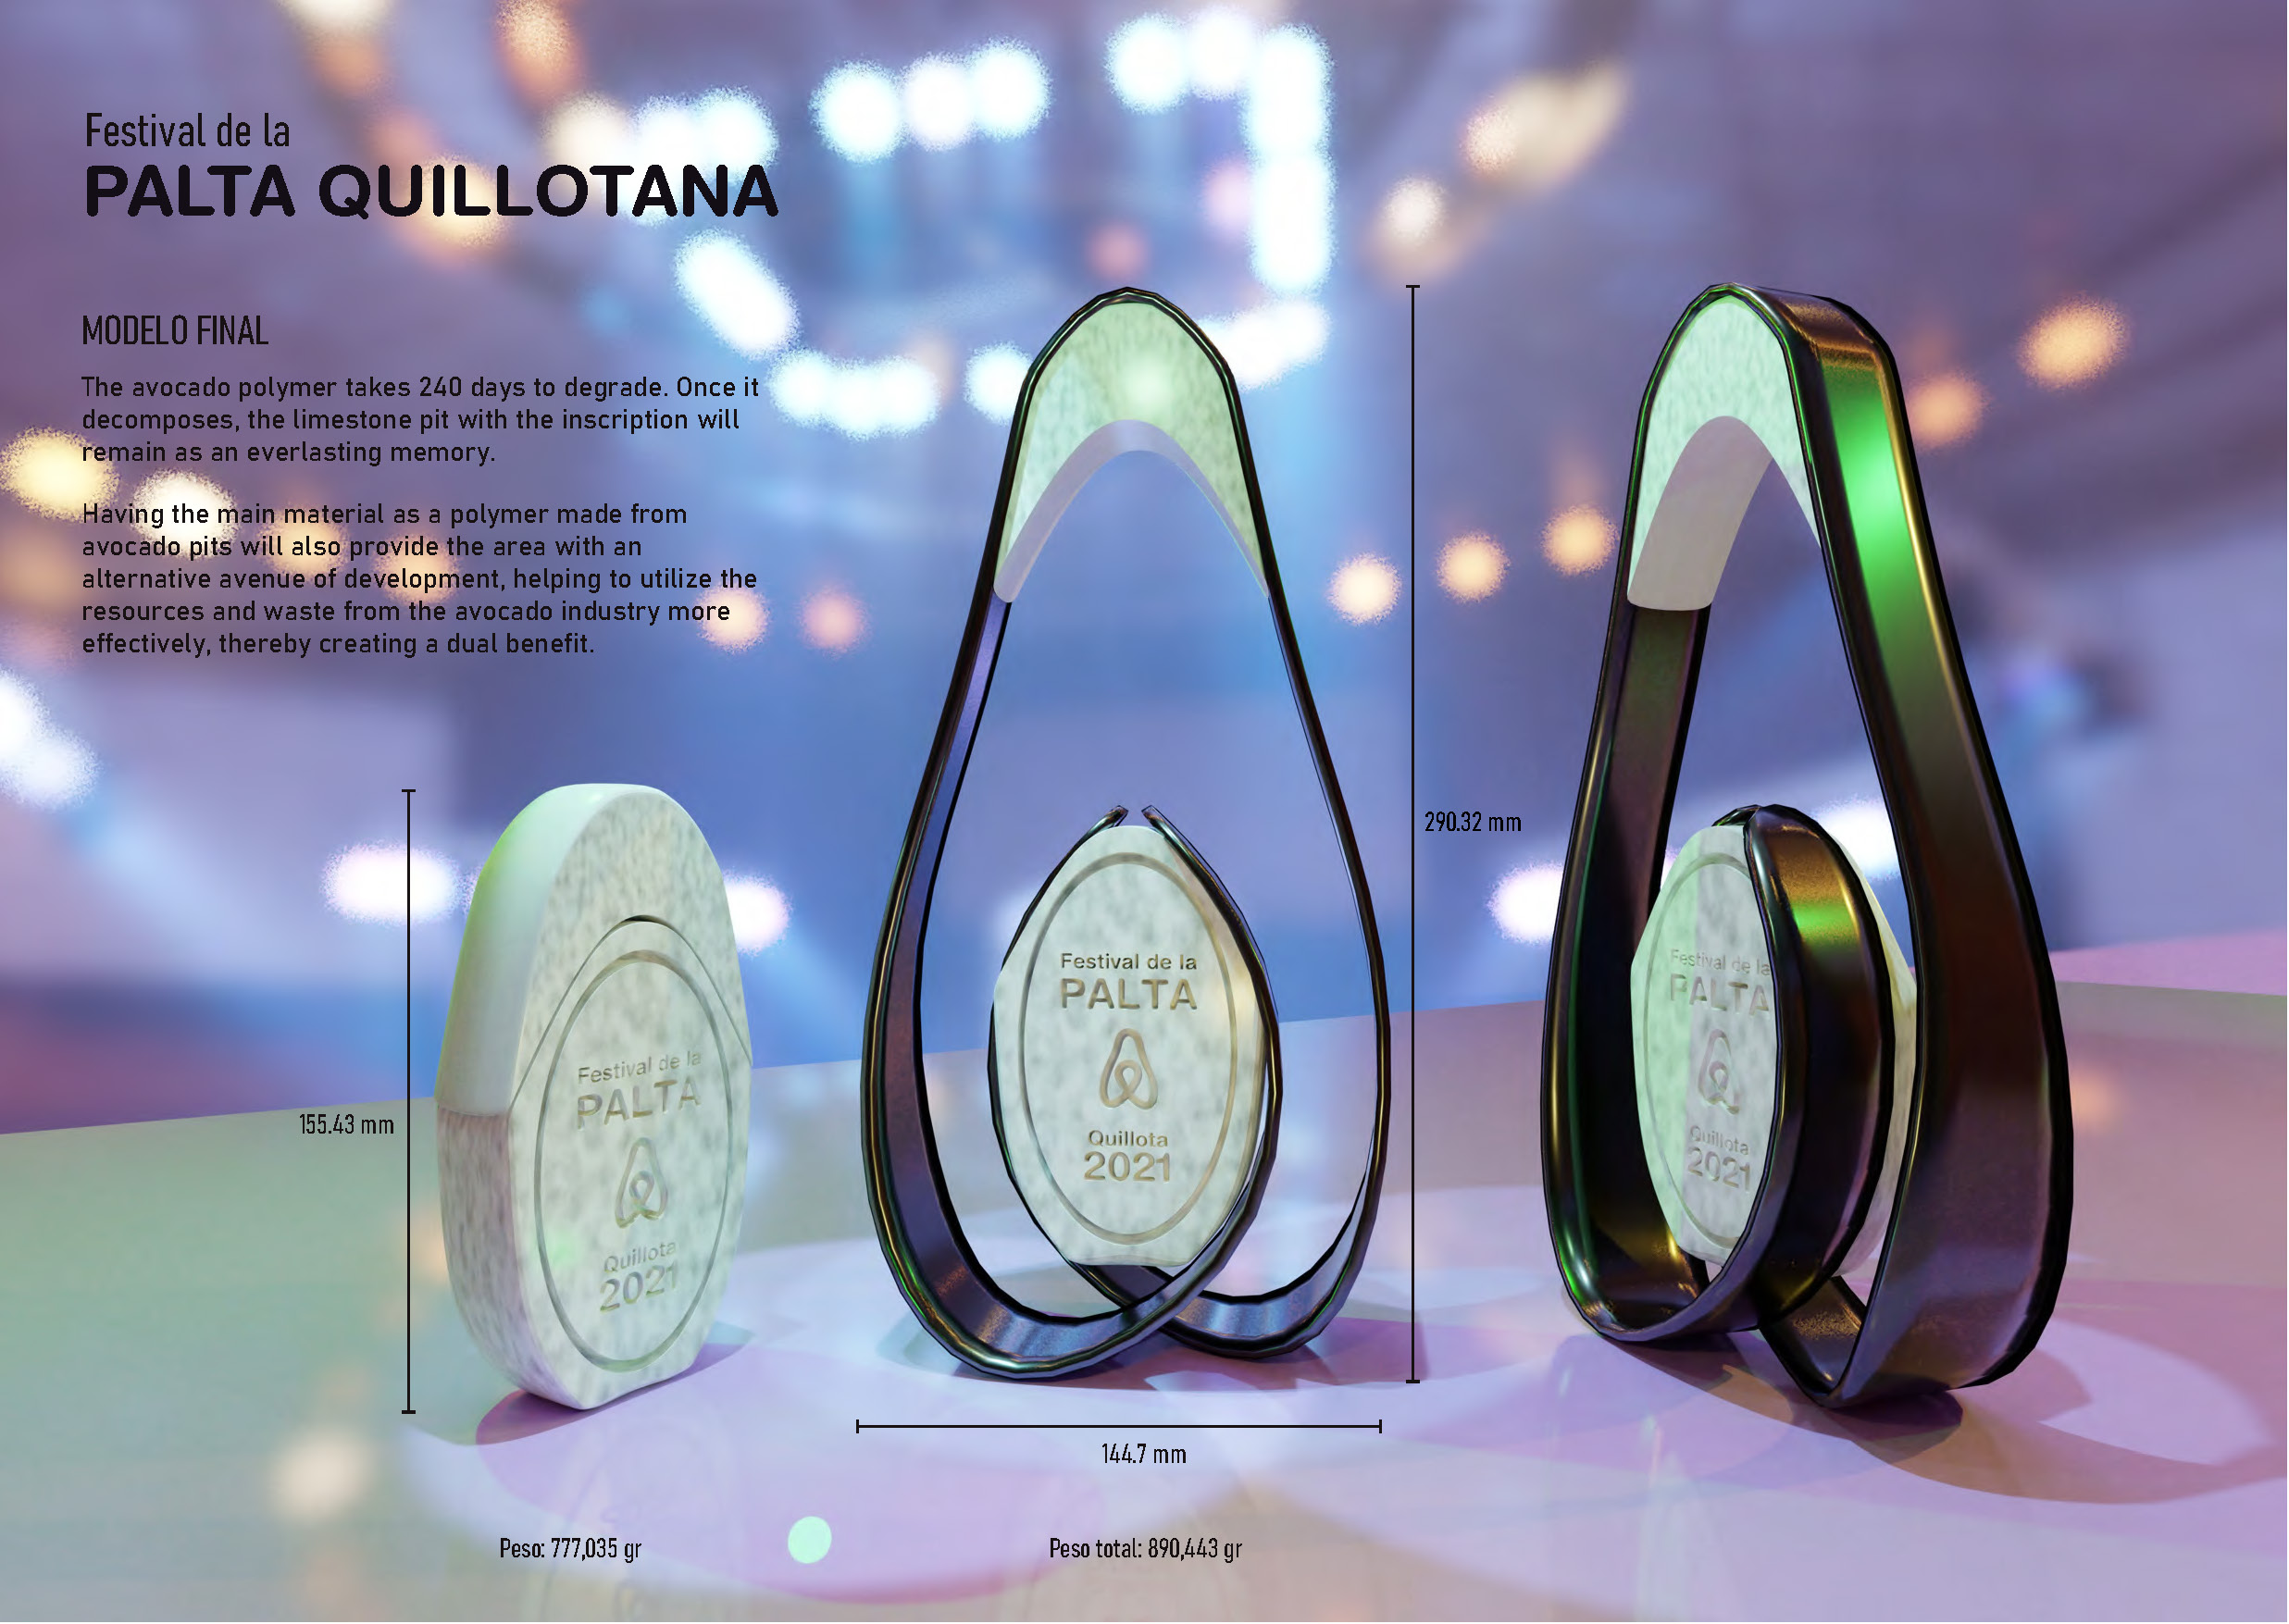 Festival de la
PALTA QUILLOTANA
MODELO FINAL
The avocado polymer takes 240 days to degrade. Once it
decomposes, the limestone pit with the inscription will
remain as an everlasting memory.
Having the main material as a polymer made from
avocado pits will also provide the area with an
alternative avenue of development, helping to utilize the
resources and waste from the avocado industry more
effectively, thereby creating a dual benefit.
290.32 mm
155.43 mm
Festival de la
PALTA
Quillota
2021
Festival de la
PALTA
Quillota
2021
Festival de la
PALTA
Quillota
2021
144.7 mm
Peso: 777,035 gr
Peso total: 890,443 gr